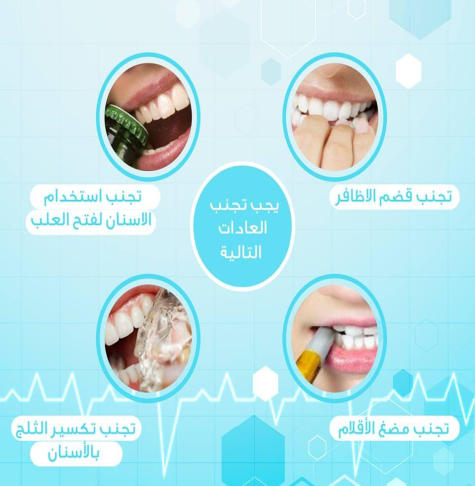 تجنب قضم الاظافر
تجنب استخدام
الاسنان لفتح العلب
يجب تجنب
العادات
التالية
تجنب مضغ الأقلام
تجنب تكسير الثلج
بالأسنان